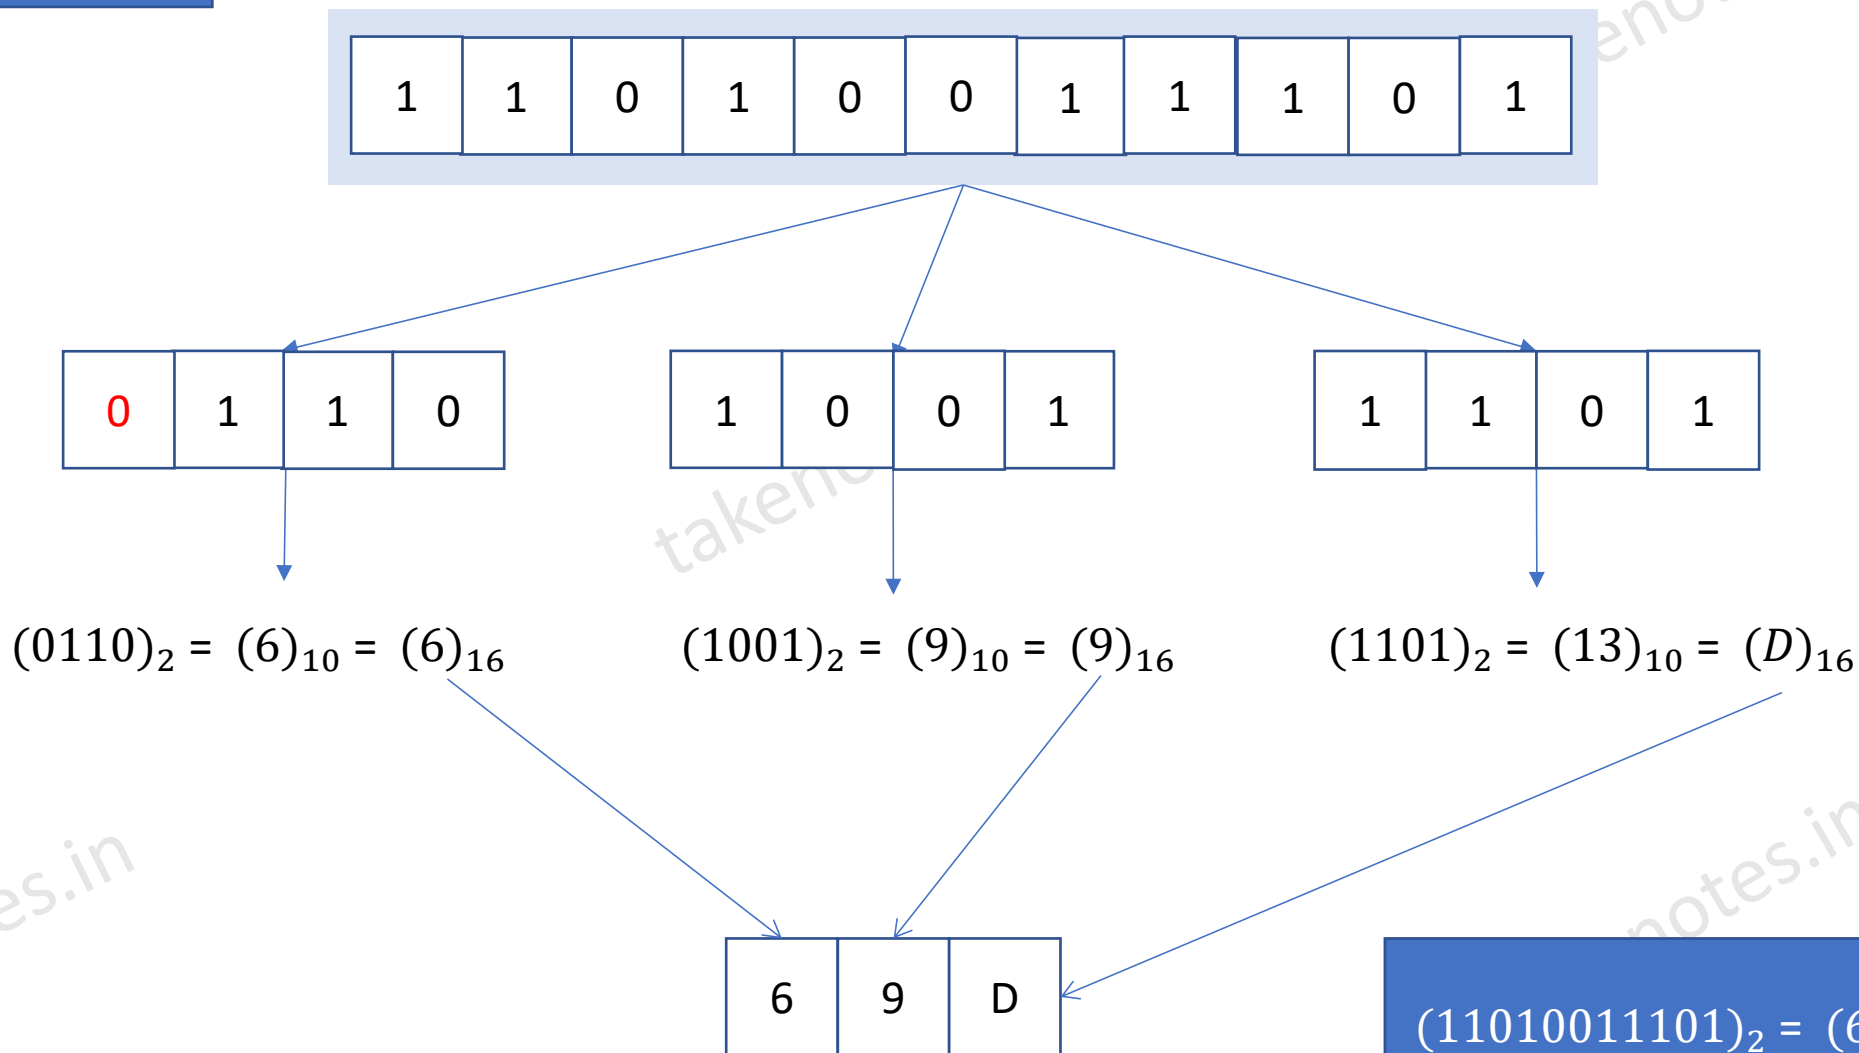 1 1 0 1 0 0 1 1 1 0 1
0 1 1 0 1 0 0 1 1 1 0 1
(0110)₂ = (6)₁₀ = (6)₁₆ (1001)₂ = (9)₁₀ = (9)₁₆ (1101)₂ = (13)₁₀ = (D)₁₆
6 9 D
(11010011101)₂ = (6